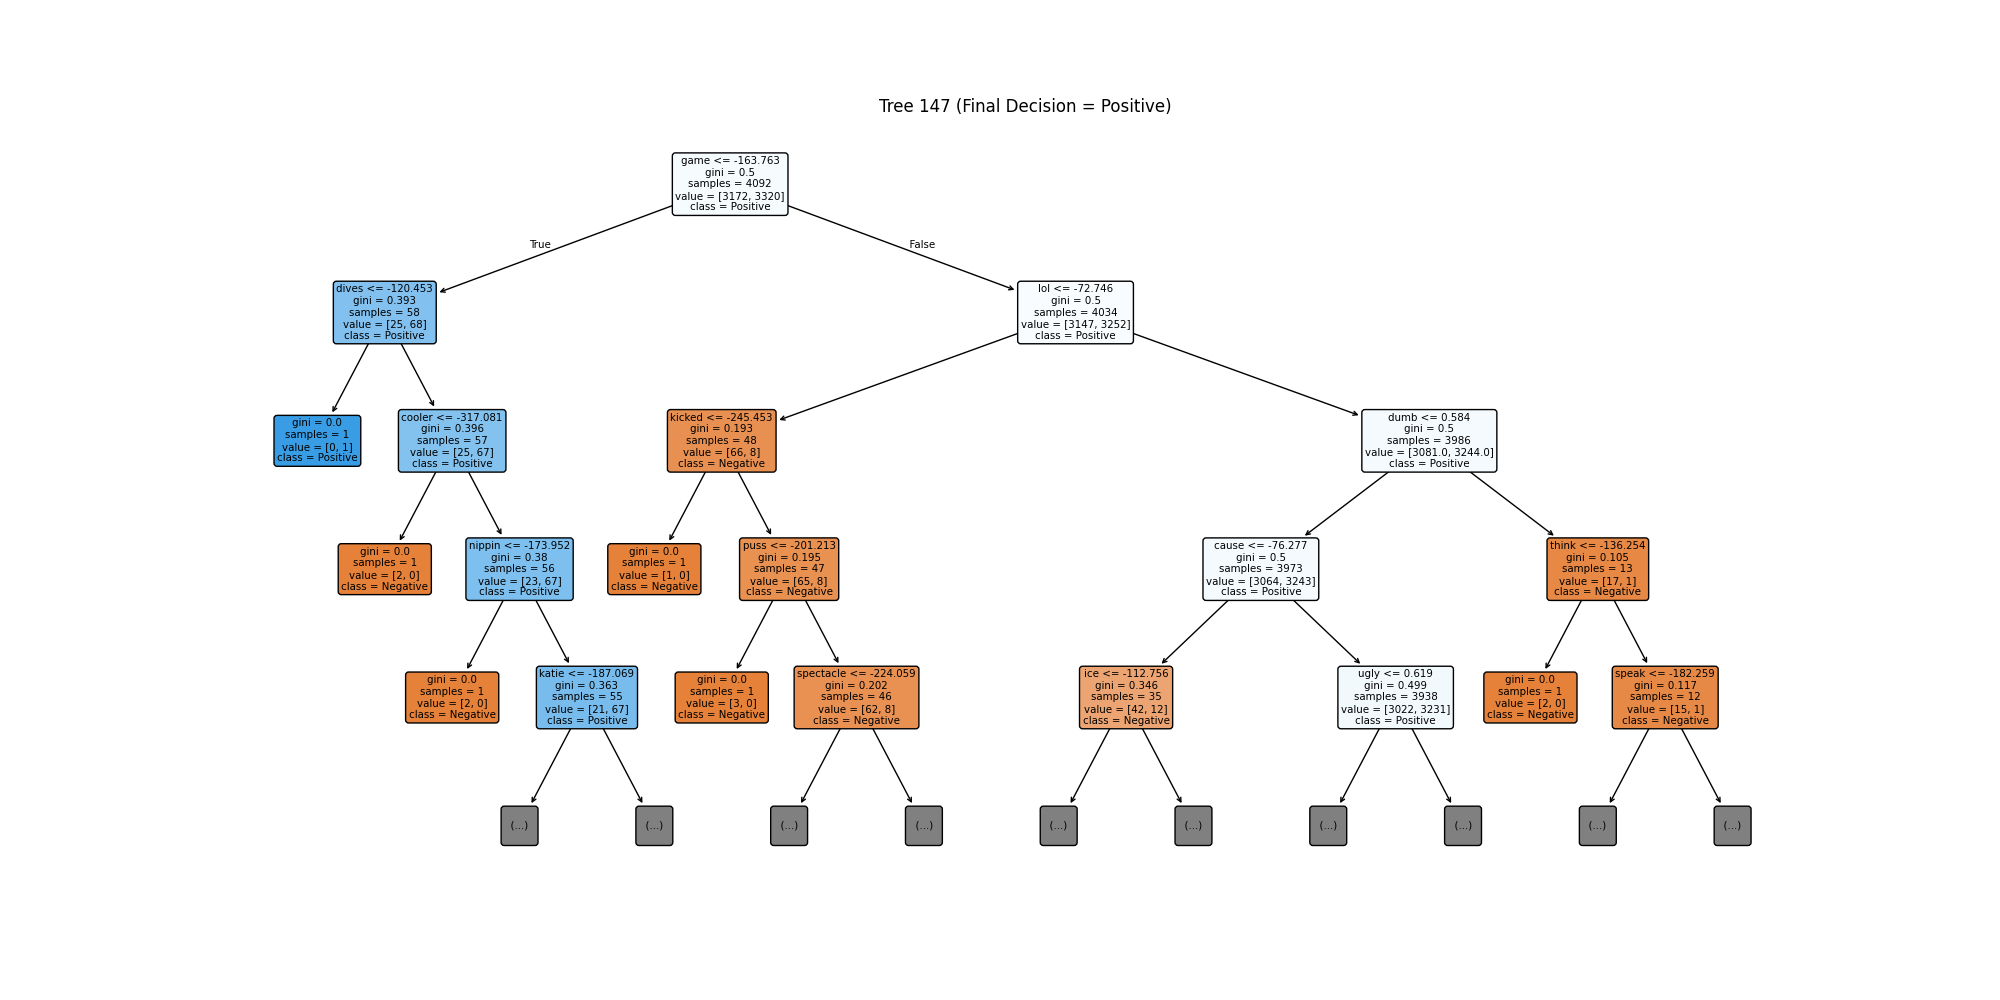 Tree 147 (Final Decision = Positive)
game <= -163.763
gini = 0.5
samples = 4092
value = [3172, 3320]
class = Positive
True
False
dives <= -120.453
gini = 0.393
samples = 58
value = [25, 68]
class = Positive
lol <= -72.746
gini = 0.5
samples = 4034
value = [3147, 3252]
class = Positive
gini = 0.0
samples = 1
value = [0, 1]
class = Positive
cooler <= -317.081
gini = 0.396
samples = 57
value = [25, 67]
class = Positive
kicked <= -245.453
gini = 0.193
samples = 48
value = [66, 8]
class = Negative
dumb <= 0.584
gini = 0.5
samples = 3986
value = [3081.0, 3244.0]
class = Positive
gini = 0.0
samples = 1
value = [2, 0]
class = Negative
nippin <= -173.952
gini = 0.38
samples = 56
value = [23, 67]
class = Positive
gini = 0.0
samples = 1
value = [1, 0]
class = Negative
puss <= -201.213
gini = 0.195
samples = 47
value = [65, 8]
class = Negative
cause <= -76.277
gini = 0.5
samples = 3973
value = [3064, 3243]
class = Positive
think <= -136.254
gini = 0.105
samples = 13
value = [17, 1]
class = Negative
gini = 0.0
samples = 1
value = [2, 0]
class = Negative
katie <= -187.069
gini = 0.363
samples = 55
value = [21, 67]
class = Positive
gini = 0.0
samples = 1
value = [3, 0]
class = Negative
spectacle <= -224.059
gini = 0.202
samples = 46
value = [62, 8]
class = Negative
ice <= -112.756
gini = 0.346
samples = 35
value = [42, 12]
class = Negative
ugly <= 0.619
gini = 0.499
samples = 3938
value = [3022, 3231]
class = Positive
gini = 0.0
samples = 1
value = [2, 0]
class = Negative
speak <= -182.259
gini = 0.117
samples = 12
value = [15, 1]
class = Negative
(...)
(...)
(...)
(...)
(...)
(...)
(...)
(...)
(...)
(...)